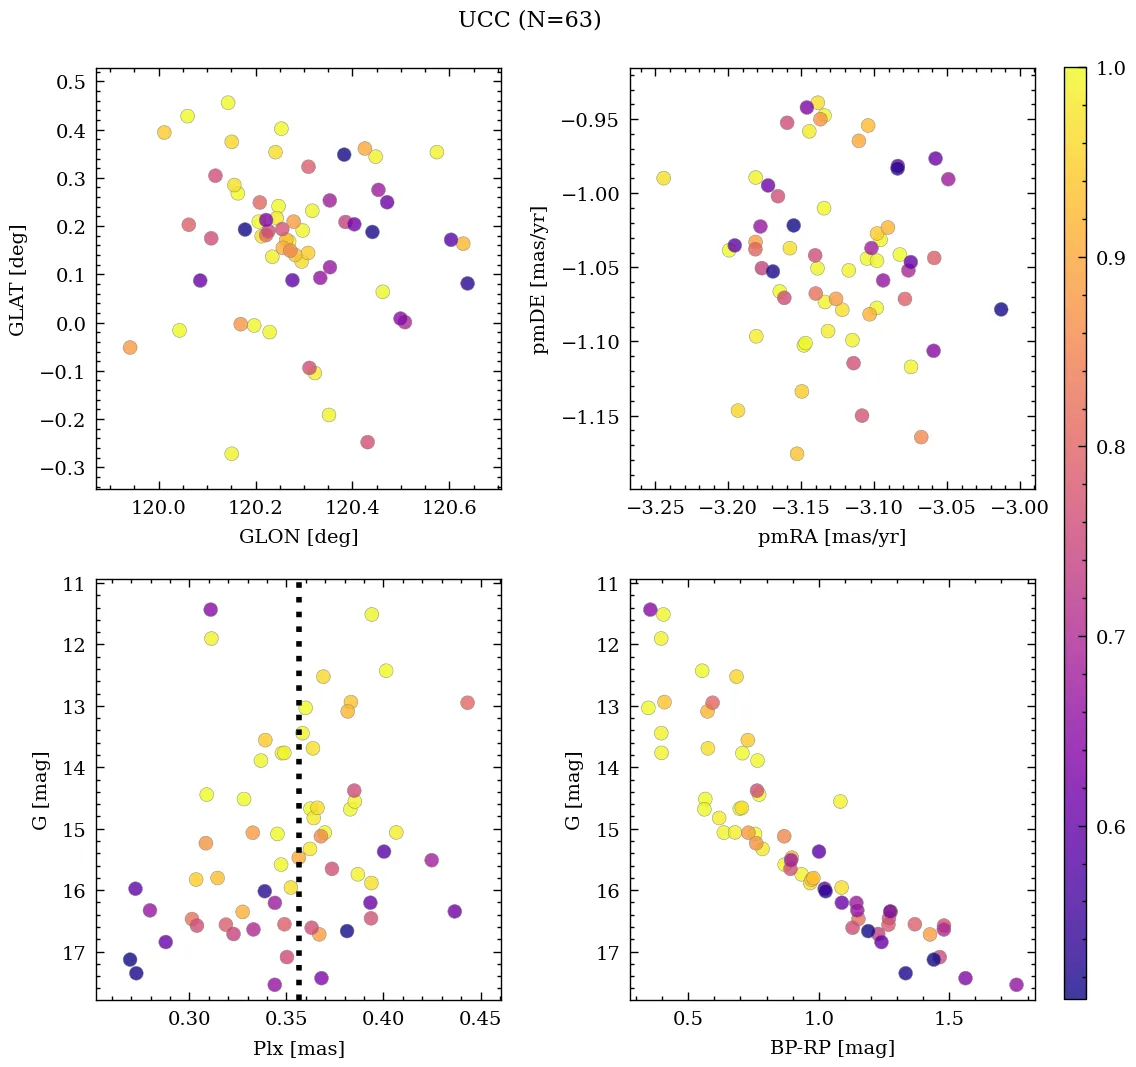 UCC (N=63)
0.5
0.4
0.3
0.2
0.1
0.0
−0.1
−0.2
−0.3
GLAT [deg]
120.0 120.2 120.4 120.6
GLON [deg]
−0.95
−1.00
−1.05
−1.10
−1.15
pmDE [mas/yr]
−3.25 −3.20 −3.15 −3.10 −3.05 −3.00
pmRA [mas/yr]
1.0
0.9
0.8
0.7
0.6
11
12
13
14
15
16
17
G [mag]
0.30 0.35 0.40 0.45
Plx [mas]
11
12
13
14
15
16
17
G [mag]
0.5 1.0 1.5
BP-RP [mag]